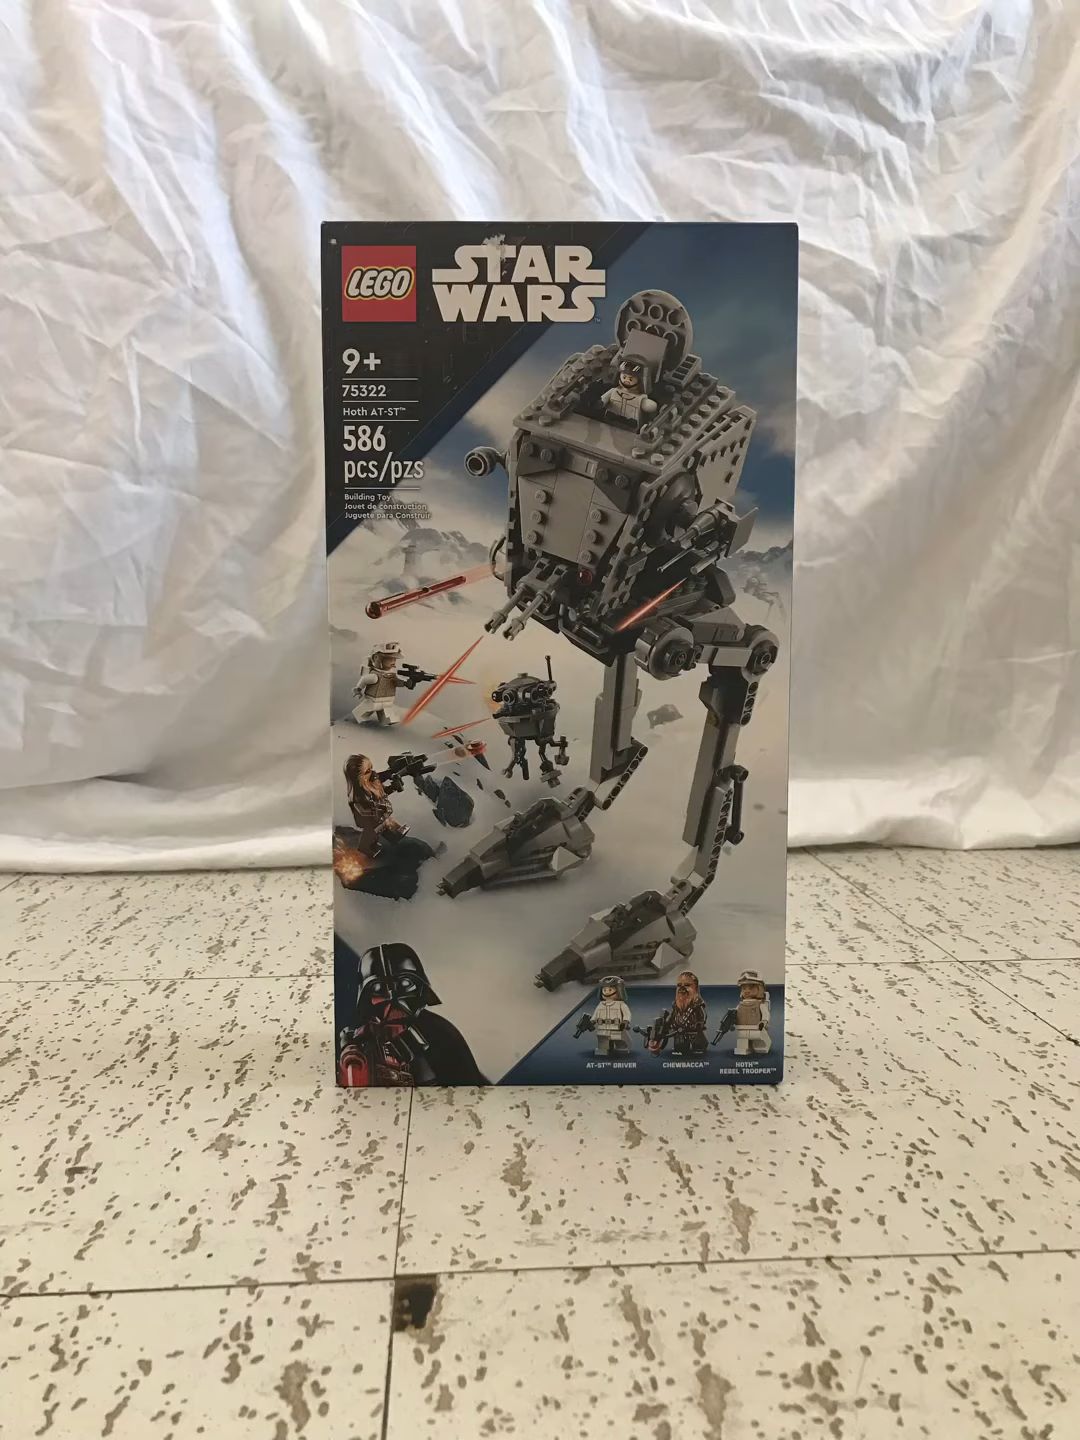 LEGO
STAR
WARS™
9+
75322
Hoth AT-ST™
586
pcs/pzs
Building Toy
Jouet de construction
Juguete para Construir
AT-ST™ DRIVER
CHEWBACCA™
HOTH™
REBEL TROOPER™